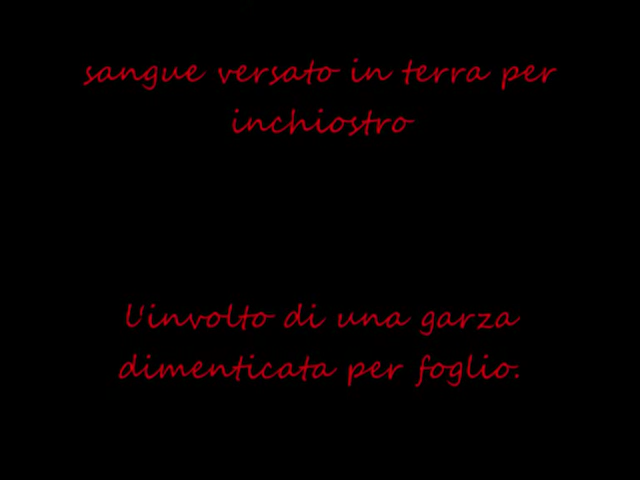 sangue versato in terra per
inchiostro
L'involto di una garza
dimenticata per foglio.